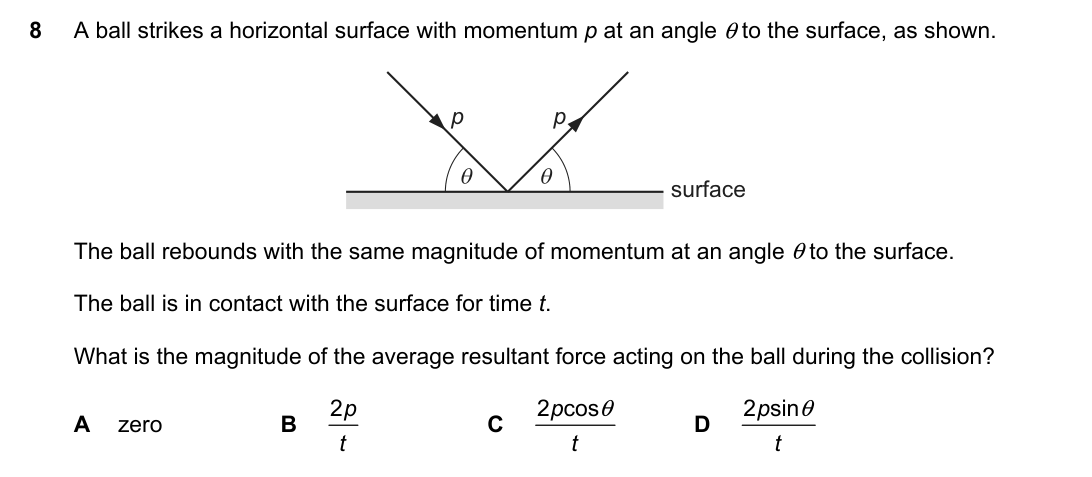 8 A ball strikes a horizontal surface with momentum p at an angle θ to the surface, as shown.
p p
θ θ
surface
The ball rebounds with the same magnitude of momentum at an angle θ to the surface.
The ball is in contact with the surface for time t.
What is the magnitude of the average resultant force acting on the ball during the collision?
A zero B 2p/t C 2pcosθ/t D 2psinθ/t